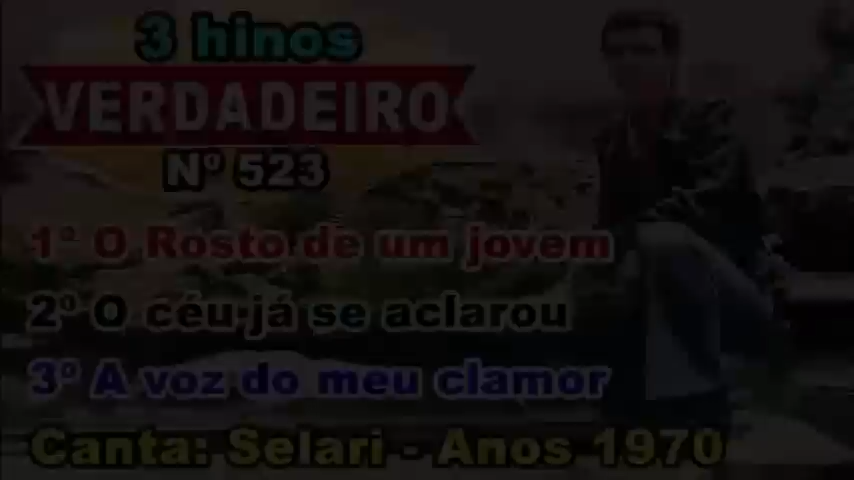 3 hinos
VERDADEIRO
Nº 523
1º O Rosto de um jovem
2º O céu já se aclarou
3º A voz do meu clamor
Canta: Selari - Anos 1970